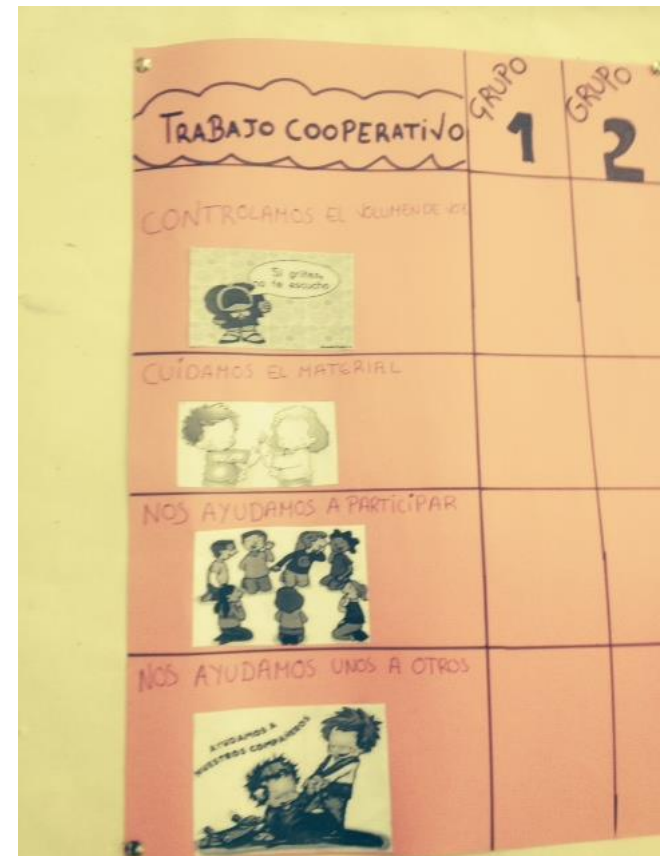 TRABAJO COOPERATIVO
GRUPO
1
GRUPO
2
CONTROLAMOS EL VOLUMEN DE VOZ
Si gritas,
no te escucho
CUIDAMOS EL MATERIAL
NOS AYUDAMOS A PARTICIPAR
NOS AYUDAMOS UNOS A OTROS
AYUDAMOS A
NUESTROS COMPAÑEROS